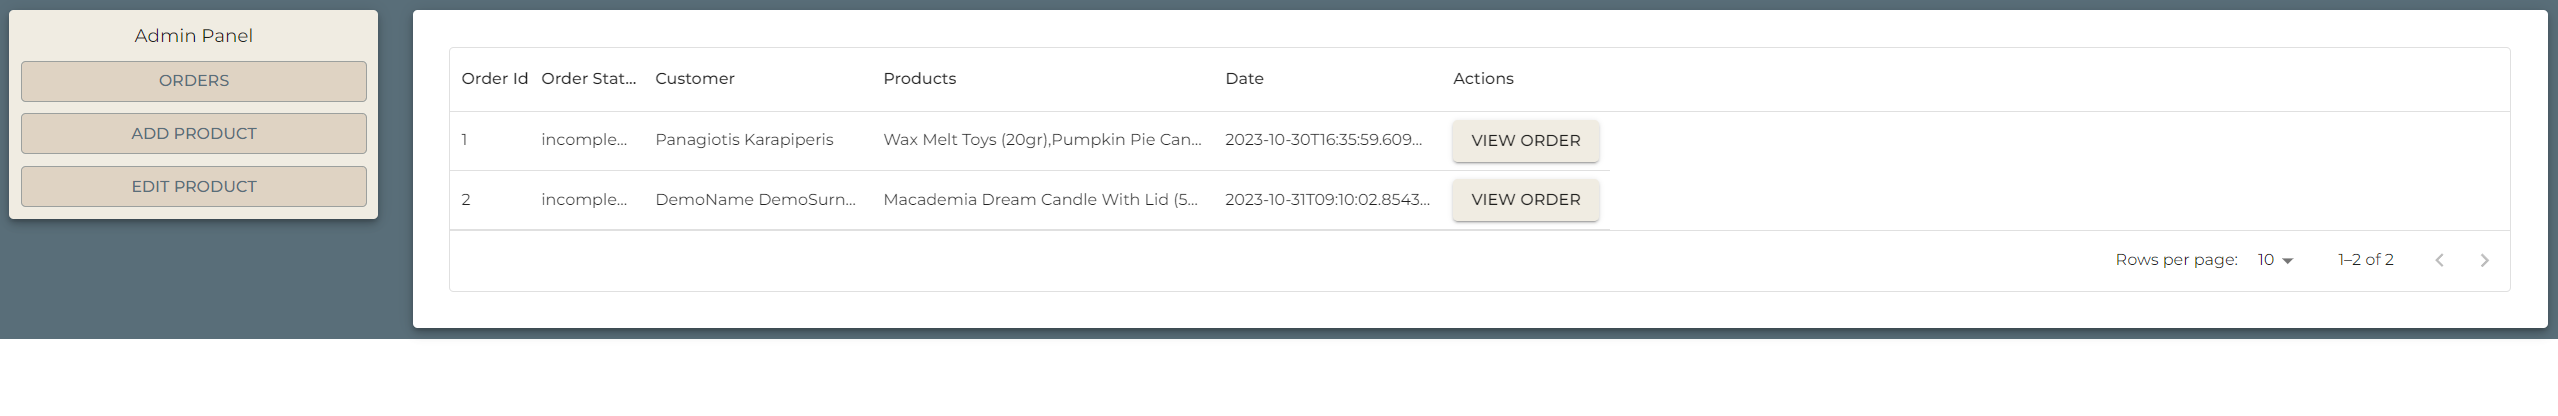 Admin Panel
ORDERS
ADD PRODUCT
EDIT PRODUCT
Order Id Order Stat... Customer Products Date Actions
1 incomple... Panagiotis Karapiperis Wax Melt Toys (20gr),Pumpkin Pie Can... 2023-10-30T16:35:59.609... VIEW ORDER
2 incomple... DemoName DemoSurn... Macademia Dream Candle With Lid (5... 2023-10-31T09:10:02.8543... VIEW ORDER
Rows per page: 10 1–2 of 2